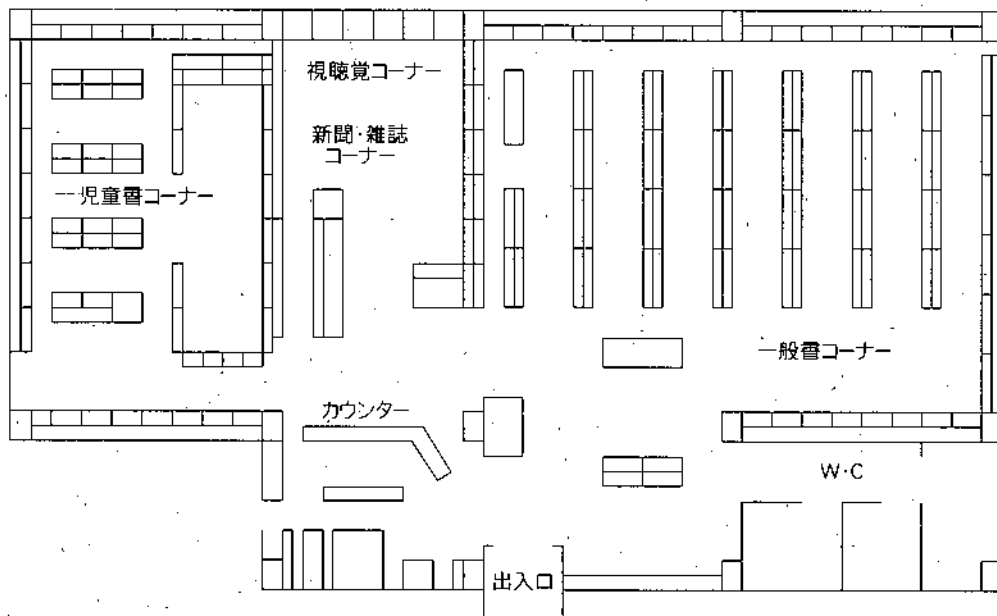 視聴覚コーナー
新聞・雑誌
コーナー
児童書コーナー
一般書コーナー
カウンター
W・C
出入口